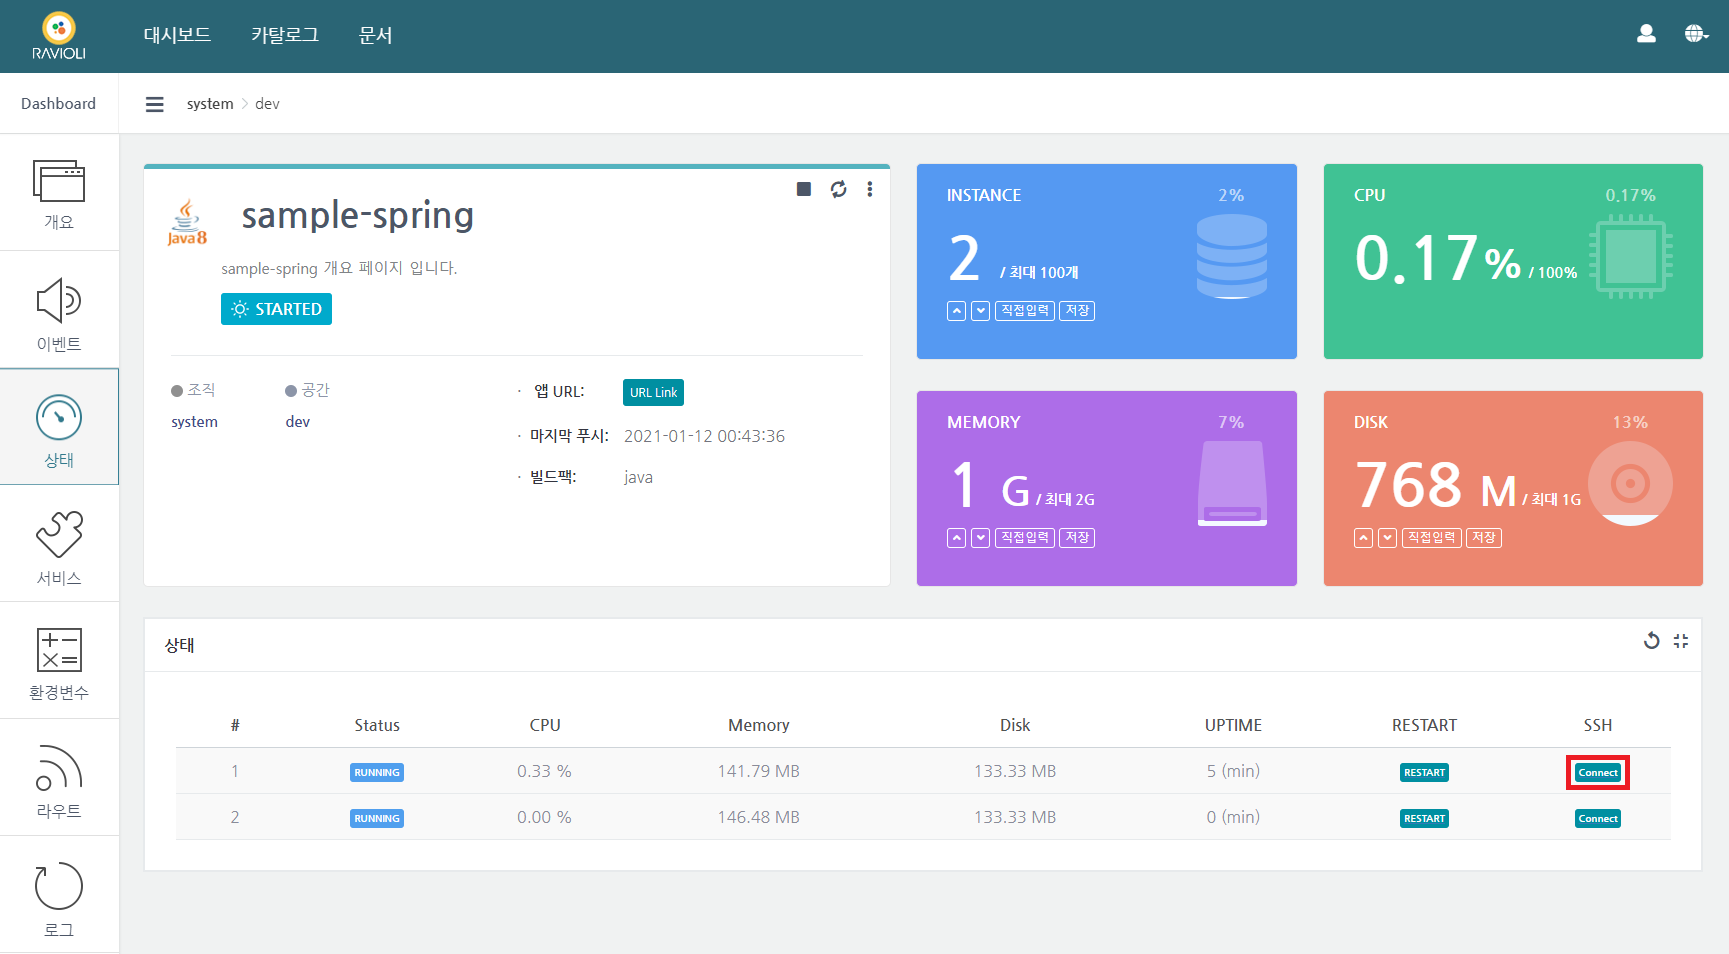 RAVIOLI
대시보드 카탈로그 문서
Dashboard
system > dev
개요
이벤트
상태
서비스
환경변수
라우트
로그
Java 8
sample-spring
sample-spring 개요 페이지 입니다.
STARTED
조직 공간
system dev
· 앱 URL: URL Link
· 마지막 푸시: 2021-01-12 00:43:36
· 빌드팩: java
INSTANCE 2%
2 / 최대 100개
직접입력 저장
CPU 0.17%
0.17% / 100%
MEMORY 7%
1 G / 최대 2G
직접입력 저장
DISK 13%
768 M / 최대 1G
직접입력 저장
상태
# Status CPU Memory Disk UPTIME RESTART SSH
1 RUNNING 0.33 % 141.79 MB 133.33 MB 5 (min) RESTART Connect
2 RUNNING 0.00 % 146.48 MB 133.33 MB 0 (min) RESTART Connect